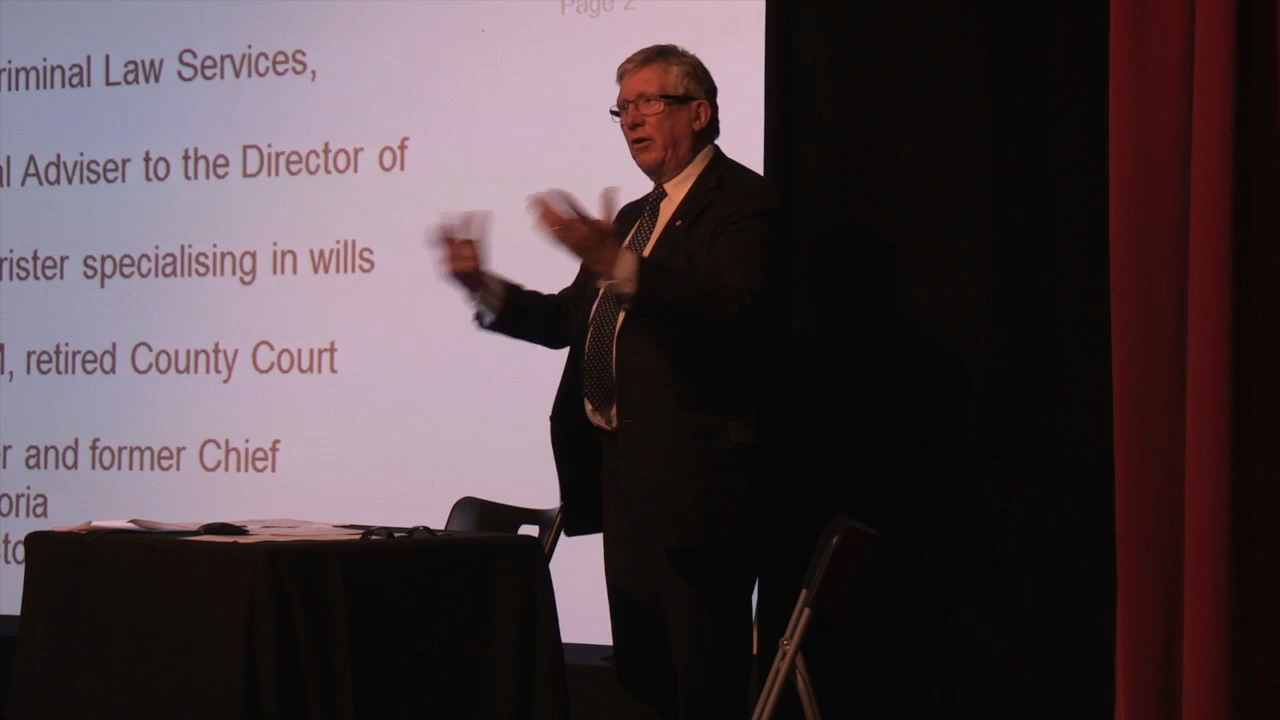 Page 2
riminal Law Services,
al Adviser to the Director of
rister specialising in wills
, retired County Court
r and former Chief
oria